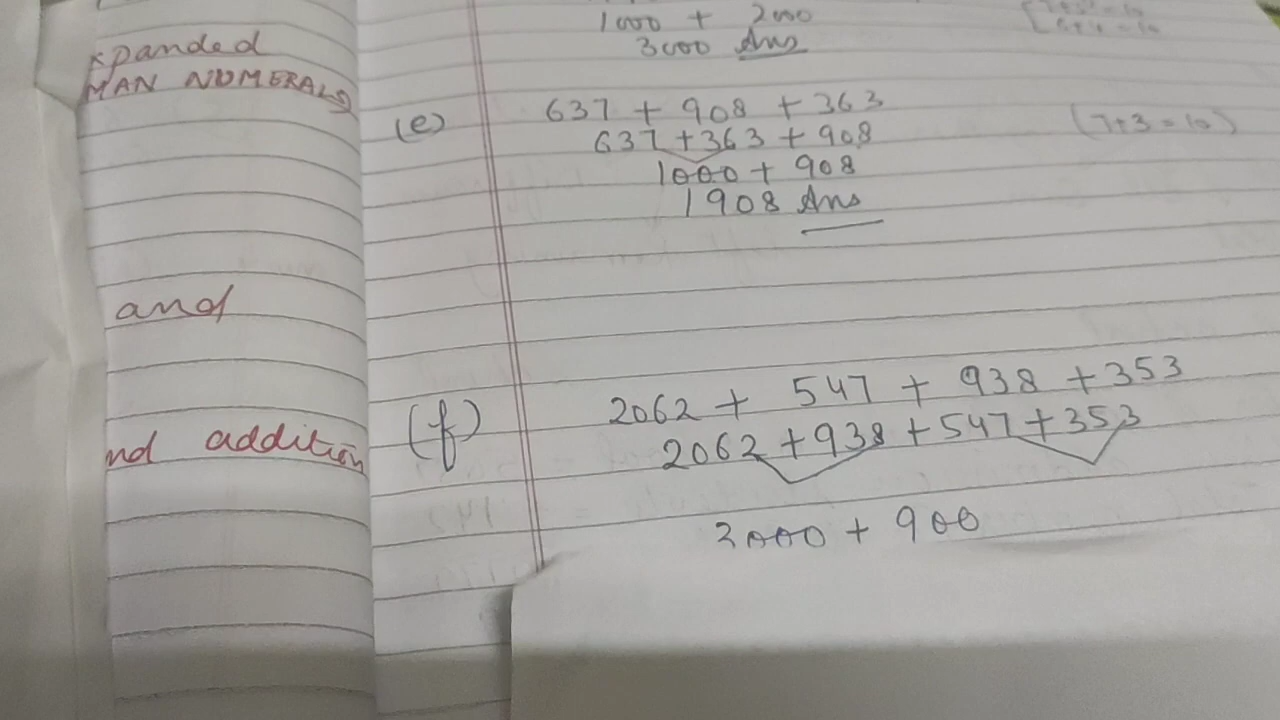 xpanded
MAN NUMERALS
and
nd addition
1000 + 2000
3000 Ans
(e) 637 + 908 + 363 (7+3=10)
637 + 363 + 908
1000 + 908
1908 Ans
(f) 2062 + 547 + 938 + 353
2062 + 938 + 547 + 353
3000 + 900